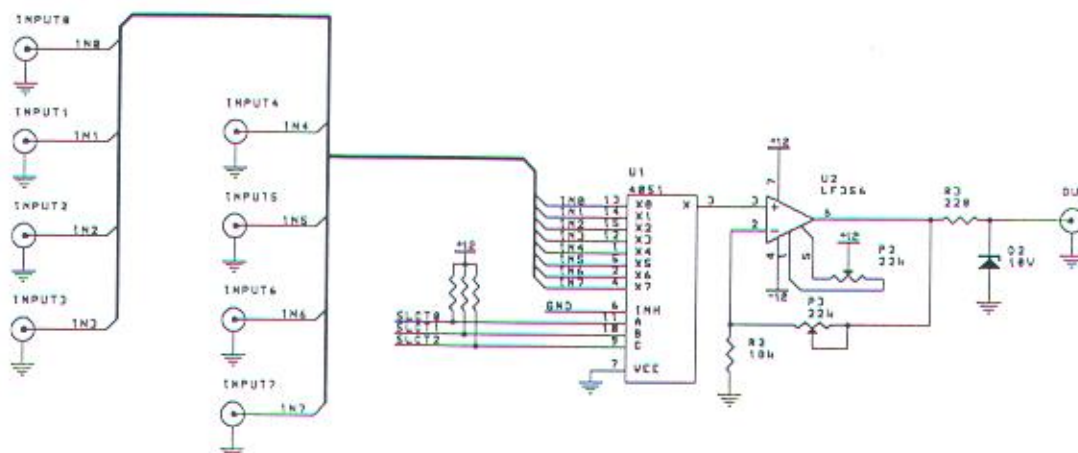 INPUT0
IN0
INPUT1
IN1
INPUT2
IN2
INPUT3
IN3
INPUT4
IN4
INPUT5
IN5
INPUT6
IN6
INPUT7
IN7
U1
4051
IN0 13 X0 X 3
IN1 14 X1
IN2 15 X2
IN3 12 X3
IN4 1 X4
IN5 5 X5
IN6 2 X6
IN7 4 X7
GND 6 INH
SLCT0 11 A
SLCT1 10 B
SLCT2 9 C
7 VCC
+12
+12
7
U2
LF356
3
+
2
-
6
4
1
5
+12
P2
22k
P3
22k
R2
10k
R3
220
OU
D2
10V